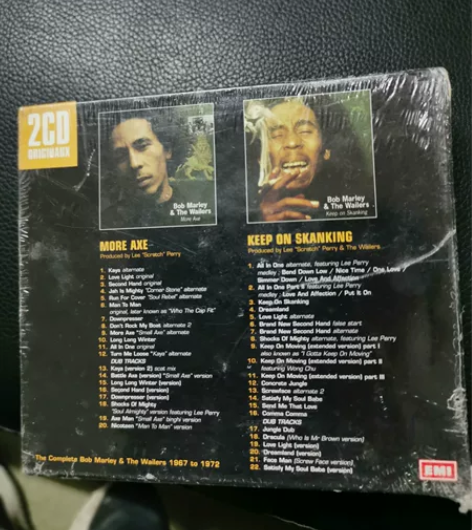 2CD
Bob Marley
& The Wailers
More Axe
Bob Marley
& The Wailers
Keep on Skanking
MORE AXE
Produced by Lee "Scratch" Perry
1. Kaya alternate
2. Love Light original
3. Second Hand original
4. Jah Is Mighty "Corner Stone" alternate
5. Run For Cover "Soul Rebel" alternate
6. Man To Man
original, later known as "Who The Cap Fit"
7. Downpresser
8. Don't Rock My Boat alternate 2
9. More Axe "Small Axe" alternate
10. Long Long Winter
11. All In One original
12. Turn Me Loose "Kaya" alternate
DUB TRACKS
13. Kaya (version 2) scat mix
14. Battle Axe (version) "Small Axe" version
15. Long Long Winter (version)
16. Second Hand (version)
17. Downpresser (version)
18. Shocks Of Mighty
"Soul Almighty" version featuring Lee Perry
19. Axe Man "Small Axe" version
20. Nicoteen "Man To Man" version
KEEP ON SKANKING
Produced by Lee "Scratch" Perry & The Wailers
1. All In One alternate, featuring Lee Perry
medley : Bend Down Low / Nice Time / One Love /
Simmer Down / Love And Affection
2. All In One Part II featuring Lee Perry
medley : Love And Affection / Put It On
3. Keep On Skanking
4. Dreamland
5. Love Light alternate
6. Brand New Second Hand false start
7. Brand New Second Hand alternate
8. Shocks Of Mighty alternate, featuring Lee Perry
9. Keep On Moving (extended version) part I
also known as "I Gotta Keep On Moving"
10. Keep On Moving (extended version) part II
featuring Wong Chu
11. Keep On Moving (extended version) part III
12. Concrete Jungle
13. Screwface alternate 2
14. Satisfy My Soul Babe
15. Send Me That Love
16. Comma Comma
DUB TRACKS
17. Jungle Dub
18. Dracula (Who Is Mr Brown version)
19. Love Light (version)
20. Dreamland (version)
21. Face Man (Screw Face version)
22. Satisfy My Soul Babe (version)
The Complete Bob Marley & The Wailers 1967 to 1972
EMI